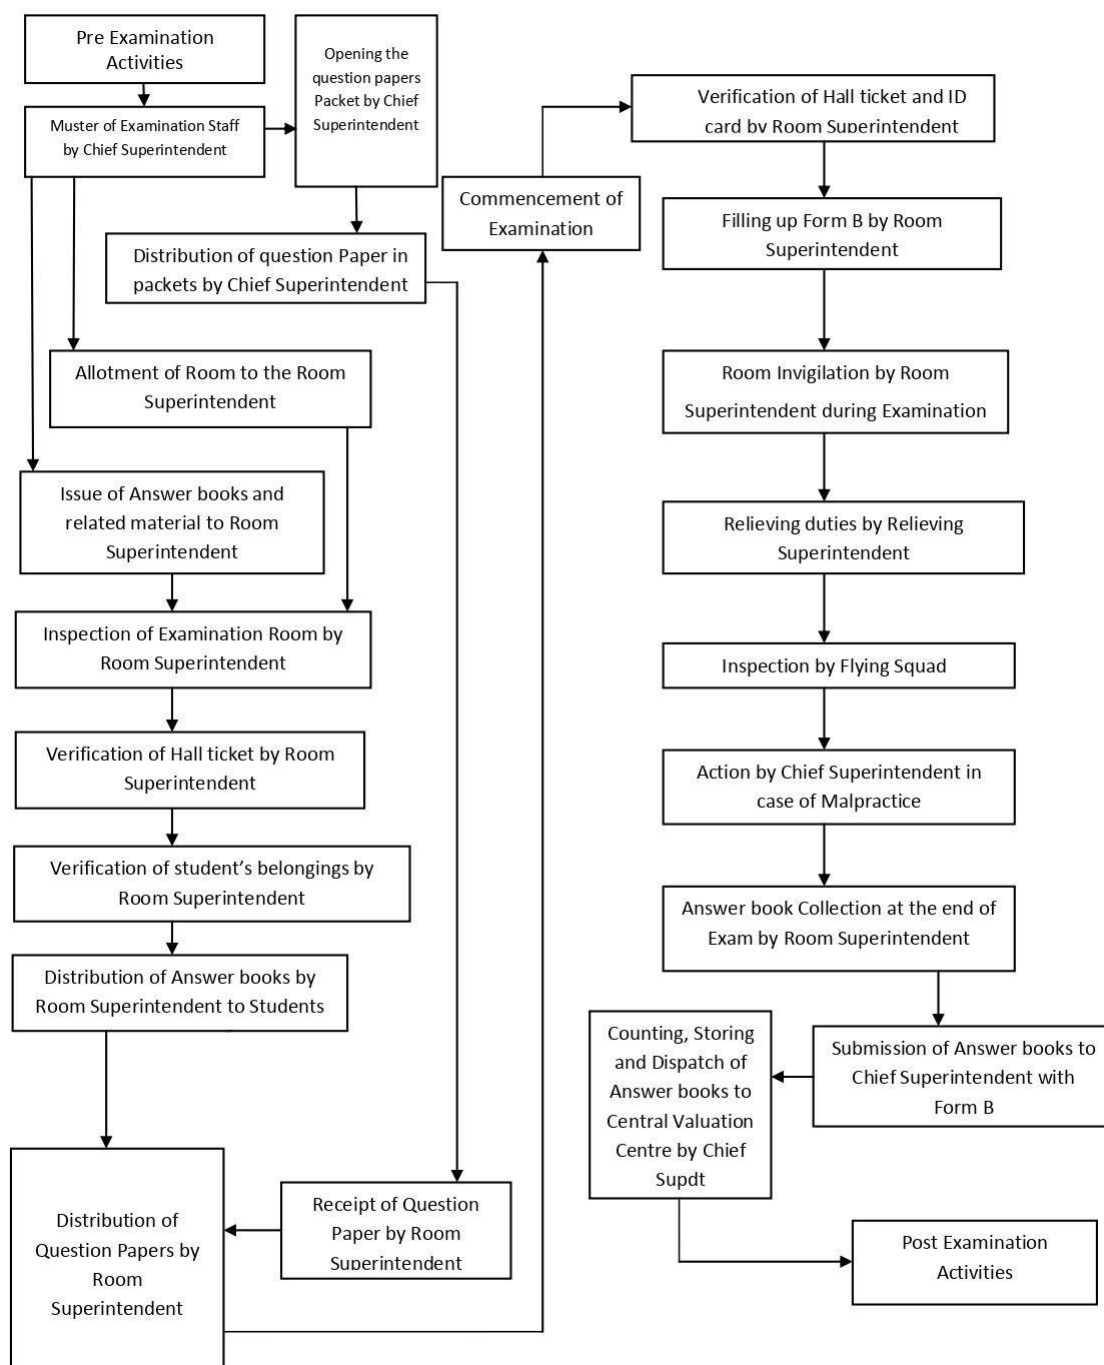 Pre Examination
Activities
Muster of Examination Staff
by Chief Superintendent
Opening the
question papers
Packet by Chief
Superintendent
Distribution of question Paper in
packets by Chief Superintendent
Allotment of Room to the Room
Superintendent
Issue of Answer books and
related material to Room
Superintendent
Inspection of Examination Room by
Room Superintendent
Verification of Hall ticket by Room
Superintendent
Verification of student’s belongings by
Room Superintendent
Distribution of Answer books by
Room Superintendent to Students
Distribution of
Question Papers by
Room
Superintendent
Receipt of Question
Paper by Room
Superintendent
Commencement of
Examination
Verification of Hall ticket and ID
card by Room Superintendent
Filling up Form B by Room
Superintendent
Room Invigilation by Room
Superintendent during Examination
Relieving duties by Relieving
Superintendent
Inspection by Flying Squad
Action by Chief Superintendent in
case of Malpractice
Answer book Collection at the end of
Exam by Room Superintendent
Submission of Answer books to
Chief Superintendent with
Form B
Counting, Storing
and Dispatch of
Answer books to
Central Valuation
Centre by Chief
Supdt
Post Examination
Activities